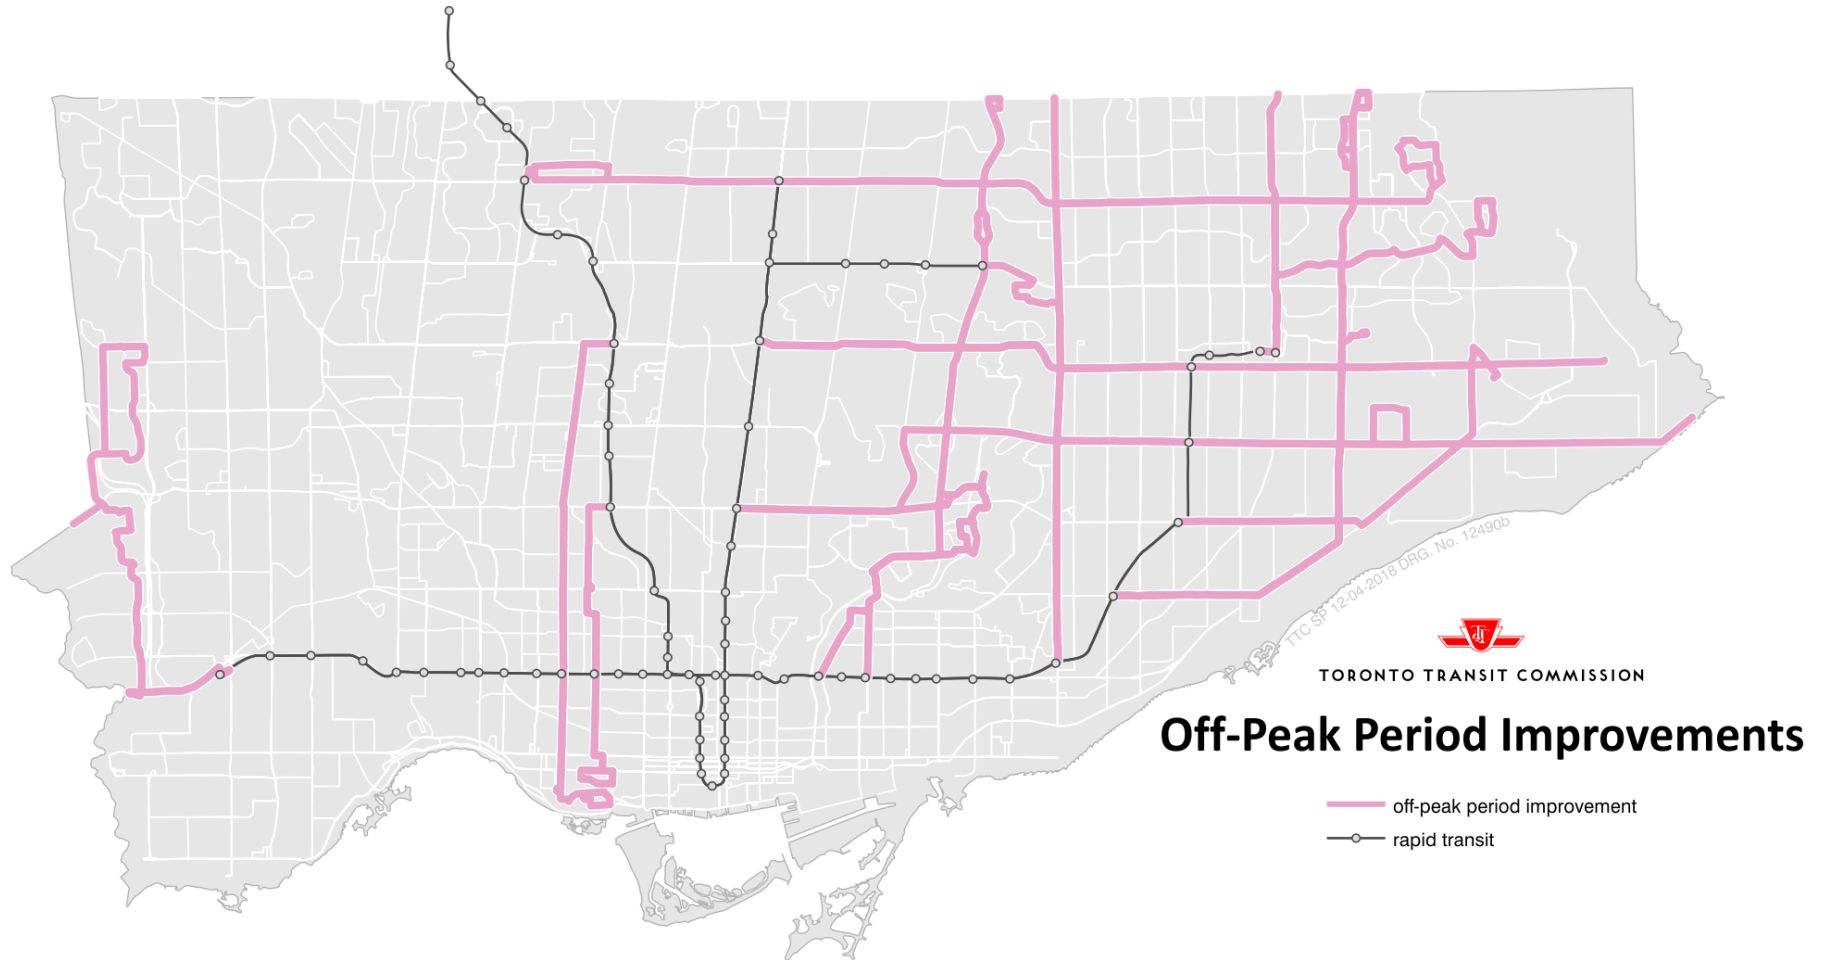 TTC SP 12-04-2018 DRG. No. 12490b
TTC
TORONTO TRANSIT COMMISSION
Off-Peak Period Improvements
off-peak period improvement
rapid transit